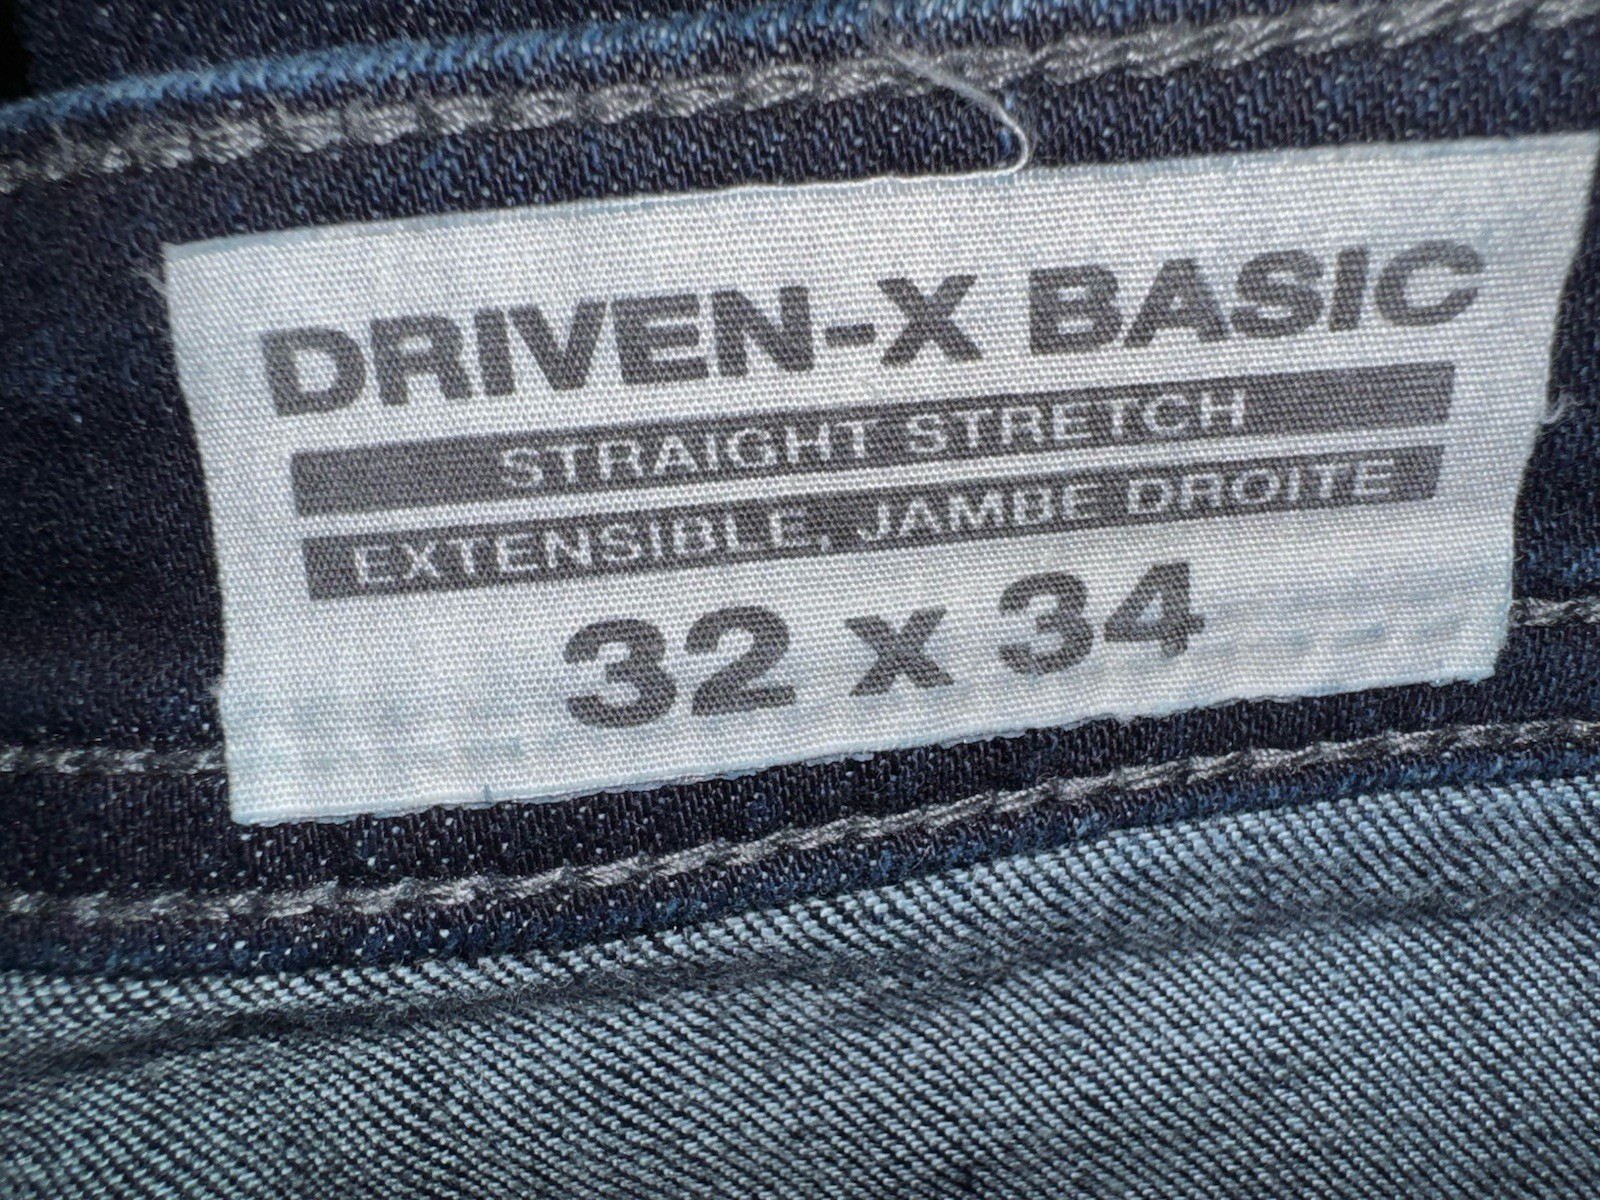 DRIVEN-X BASIC
STRAIGHT STRETCH
EXTENSIBLE, JAMBE DROITE
32 x 34